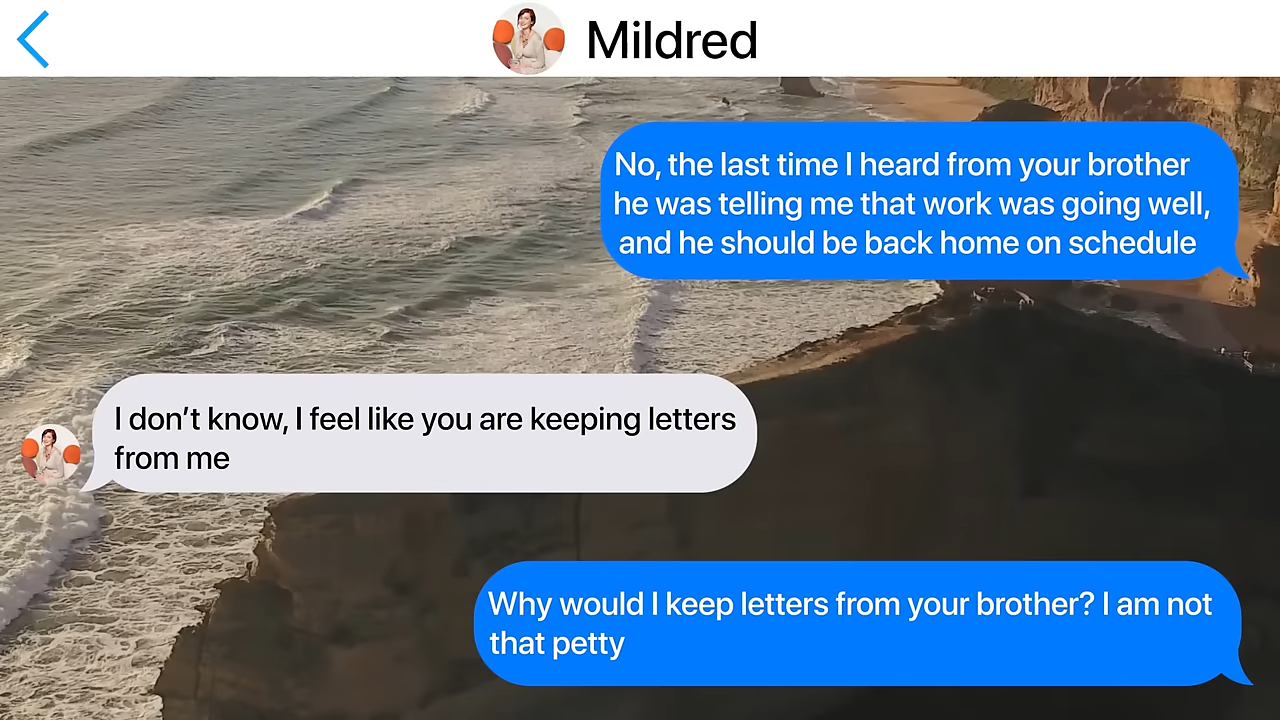 Mildred
No, the last time I heard from your brother
he was telling me that work was going well,
and he should be back home on schedule
I don’t know, I feel like you are keeping letters
from me
Why would I keep letters from your brother? I am not
that petty